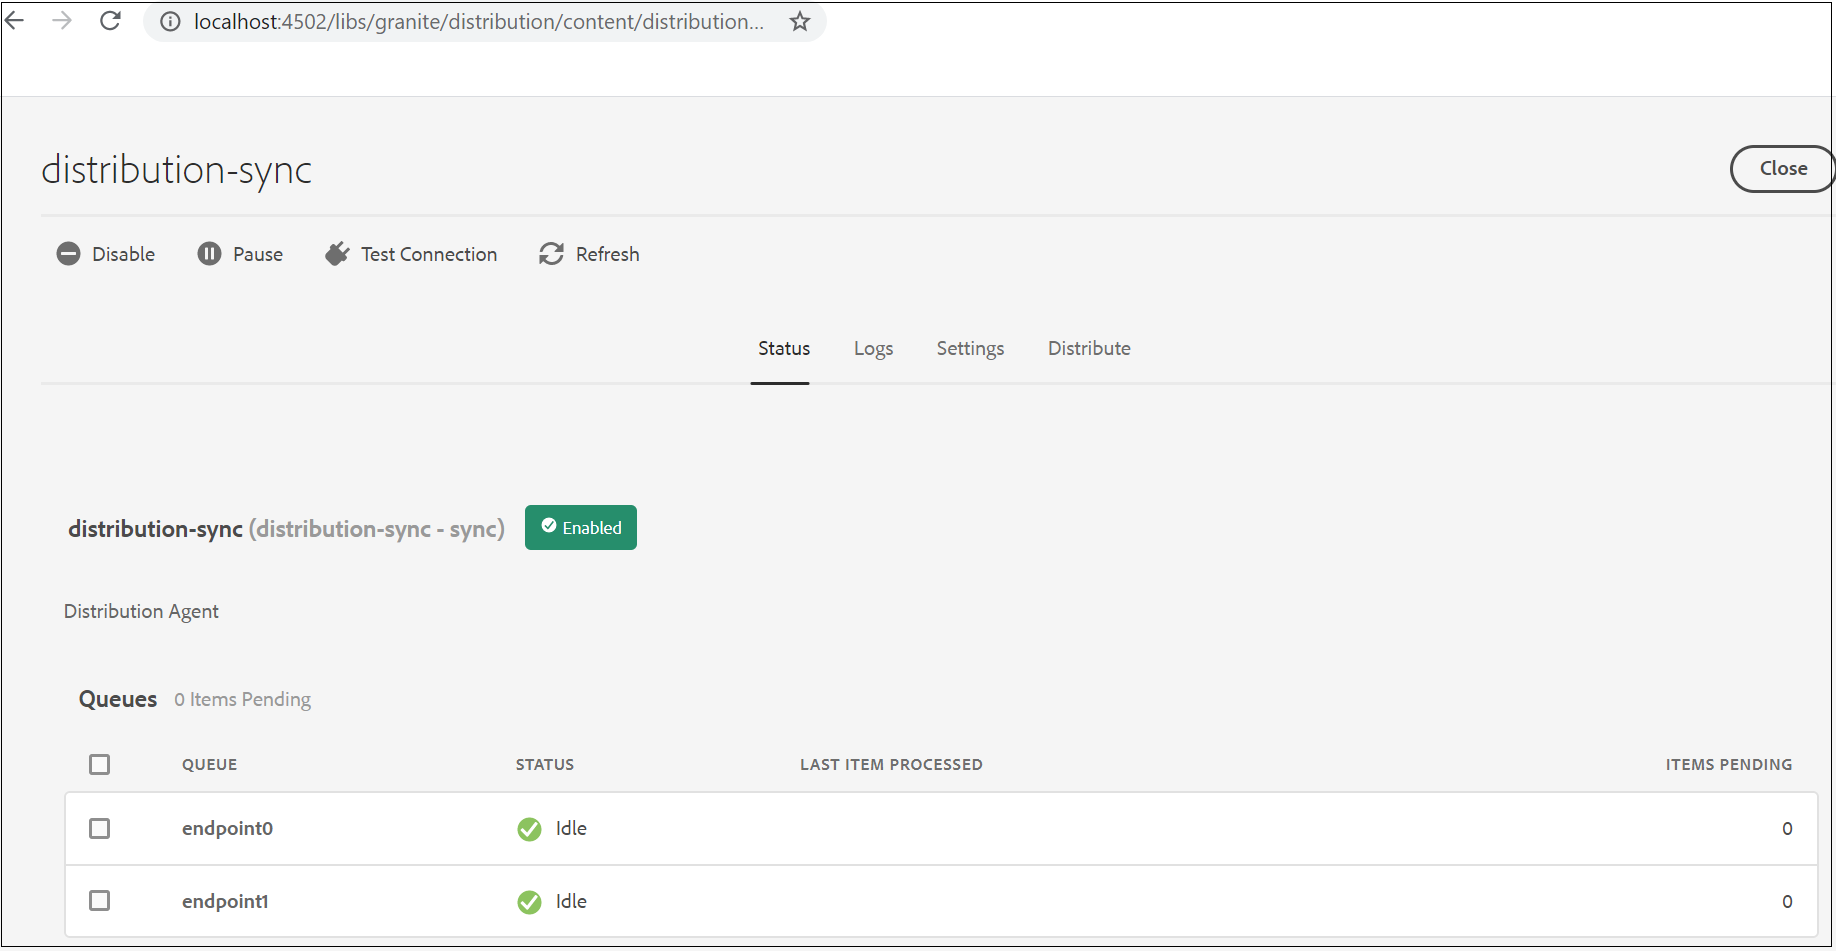 localhost:4502/libs/granite/distribution/content/distribution...
distribution-sync
Close
Disable Pause Test Connection Refresh
Status Logs Settings Distribute
distribution-sync (distribution-sync - sync) Enabled
Distribution Agent
Queues 0 Items Pending
QUEUE STATUS LAST ITEM PROCESSED ITEMS PENDING
endpoint0 Idle 0
endpoint1 Idle 0